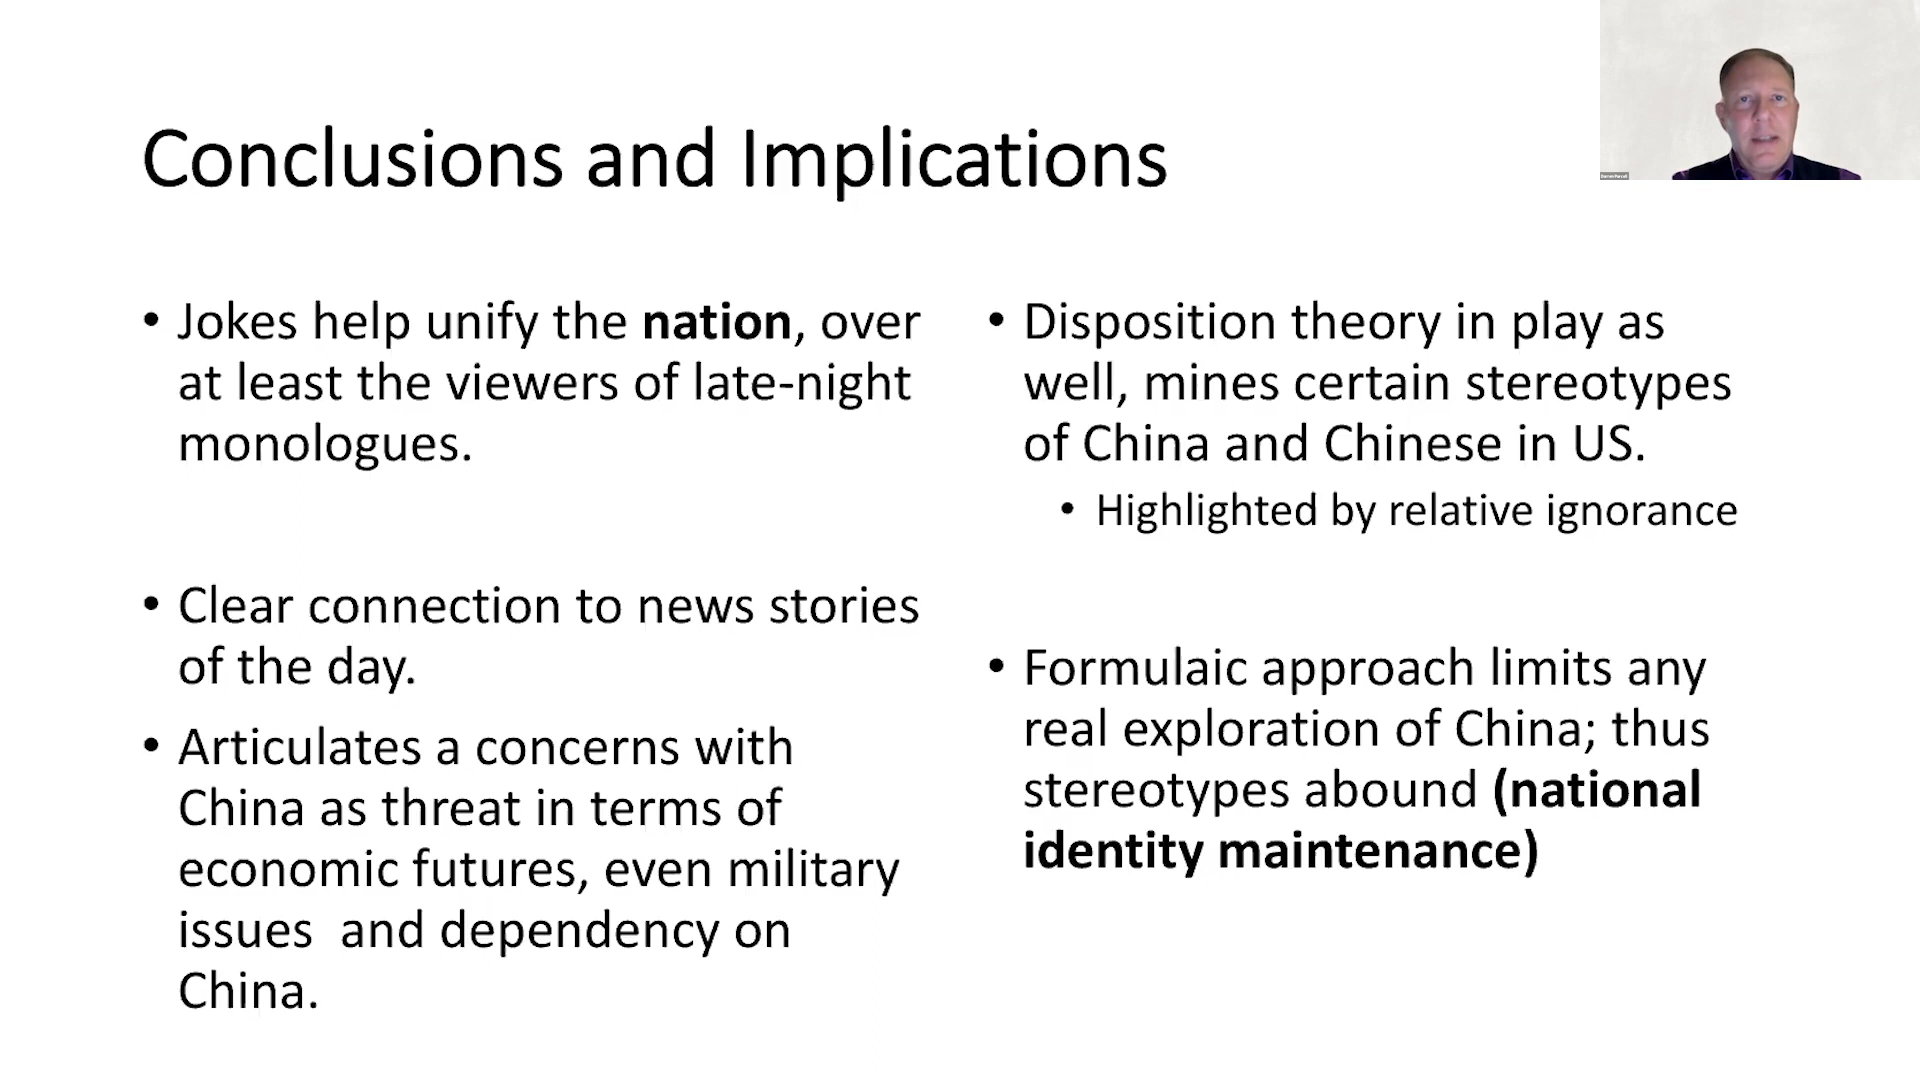 Conclusions and Implications
• Jokes help unify the nation, over
at least the viewers of late-night
monologues.
• Clear connection to news stories
of the day.
• Articulates a concerns with
China as threat in terms of
economic futures, even military
issues  and dependency on
China.
• Disposition theory in play as
well, mines certain stereotypes
of China and Chinese in US.
• Highlighted by relative ignorance
• Formulaic approach limits any
real exploration of China; thus
stereotypes abound (national
identity maintenance)
Darren Purcell